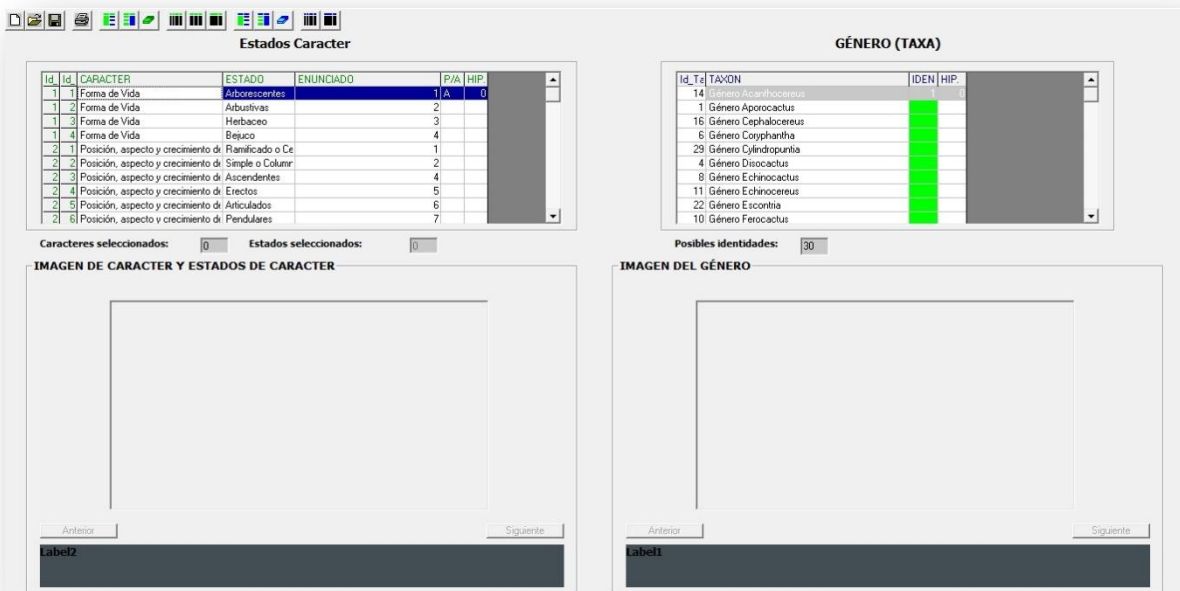 Estados Caracter
GÉNERO (TAXA)
Id_ Id_ CARACTER ESTADO ENUNCIADO P/A HIP.
1 1 Forma de Vida Arborescentes 1 A 0
1 2 Forma de Vida Arbustivas 2
1 3 Forma de Vida Herbaceo 3
1 4 Forma de Vida Bejuco 4
2 1 Posición, aspecto y crecimiento de Ramificado o Ce 1
2 2 Posición, aspecto y crecimiento de Simple o Column 2
2 3 Posición, aspecto y crecimiento de Ascendentes 4
2 4 Posición, aspecto y crecimiento de Erectos 5
2 5 Posición, aspecto y crecimiento de Articulados 6
2 6 Posición, aspecto y crecimiento de Pendulares 7
Id_Ta TAXON IDEN HIP.
14 Género Acanthocereus 1 0
1 Género Aporocactus
16 Género Cephalocereus
6 Género Coryphantha
29 Género Cylindropuntia
4 Género Disocactus
8 Género Echinocactus
11 Género Echinocereus
22 Género Escontria
10 Género Ferocactus
Caracteres seleccionados: 0 Estados seleccionados: 0
Posibles identidades: 30
IMAGEN DE CARACTER Y ESTADOS DE CARACTER
IMAGEN DEL GÉNERO
Anterior Siguiente
Anterior Siguiente
Label2
Label1